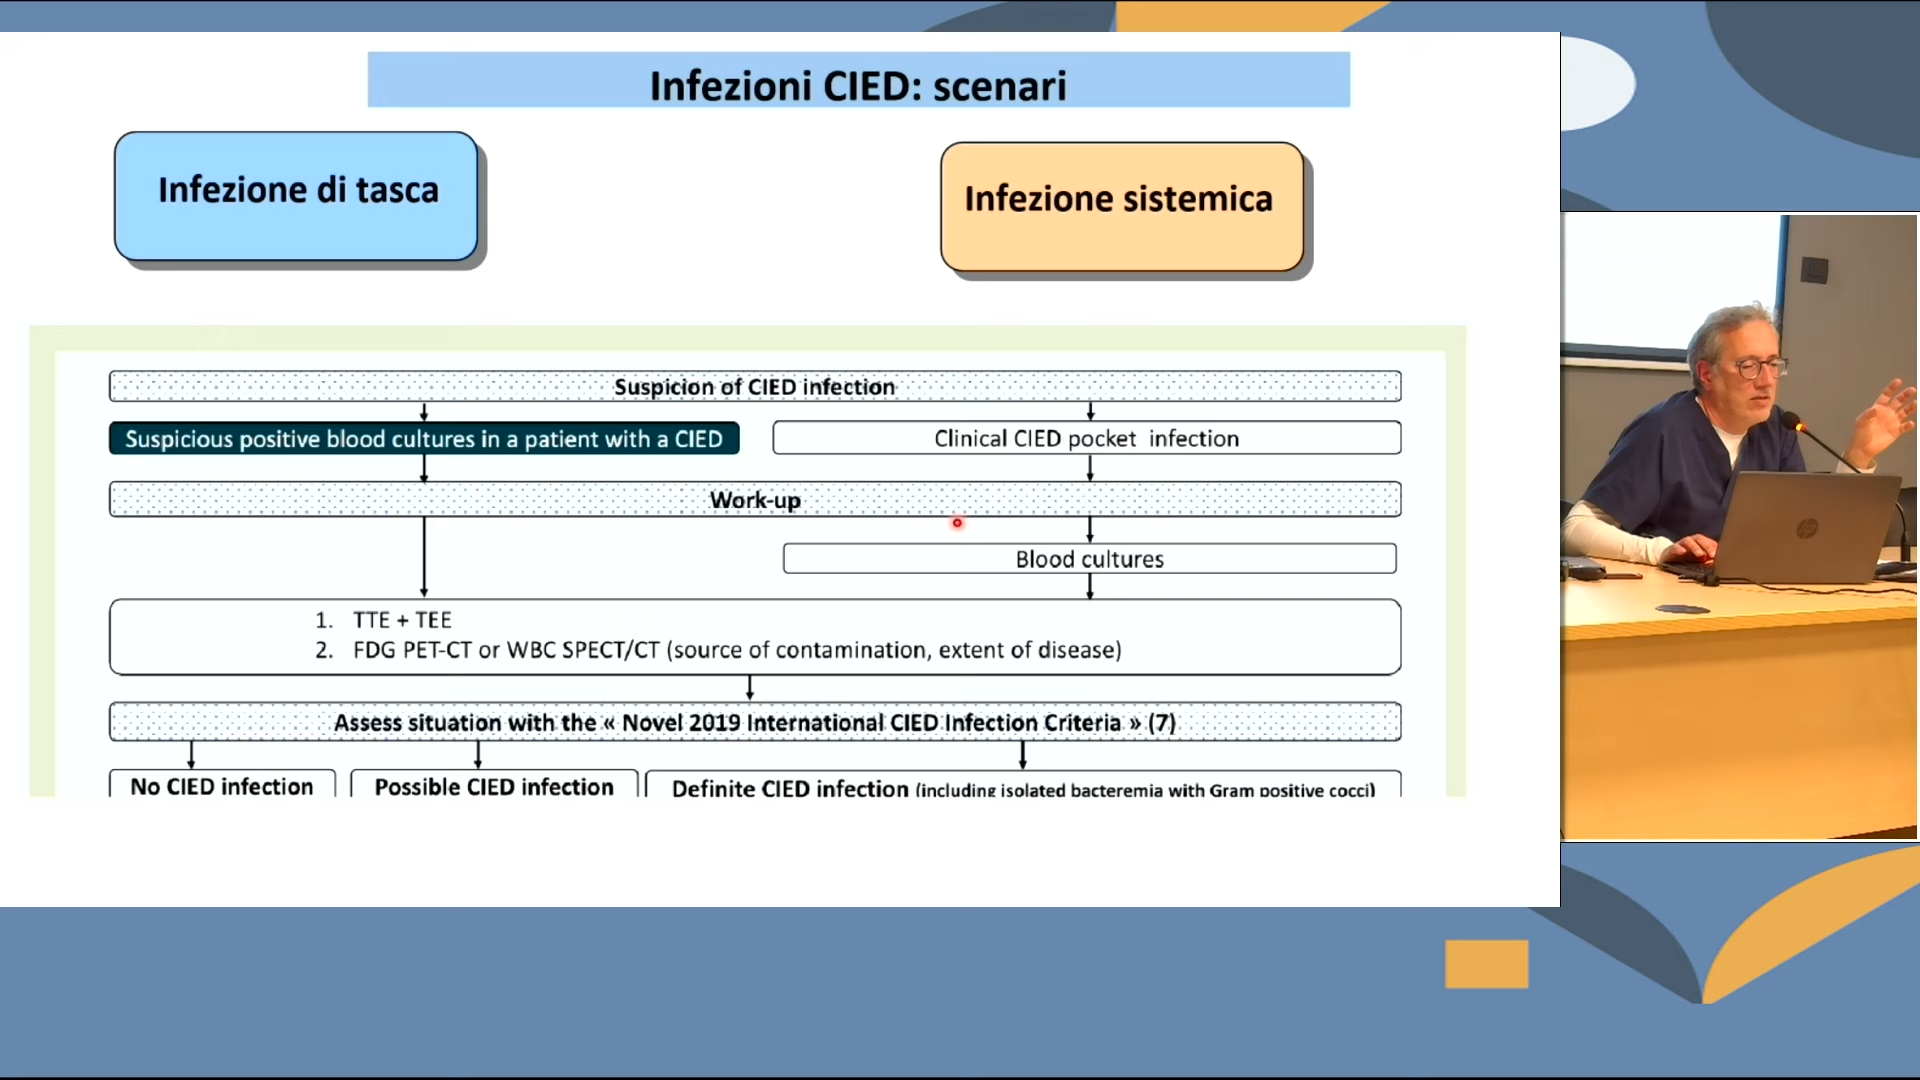 Infezioni CIED: scenari
Infezione di tasca
Infezione sistemica
Suspicion of CIED infection
Suspicious positive blood cultures in a patient with a CIED
Clinical CIED pocket infection
Work-up
Blood cultures
1. TTE + TEE
2. FDG PET-CT or WBC SPECT/CT (source of contamination, extent of disease)
Assess situation with the « Novel 2019 International CIED Infection Criteria » (7)
No CIED infection
Possible CIED infection
Definite CIED infection (including isolated bacteremia with Gram positive cocci)
hp